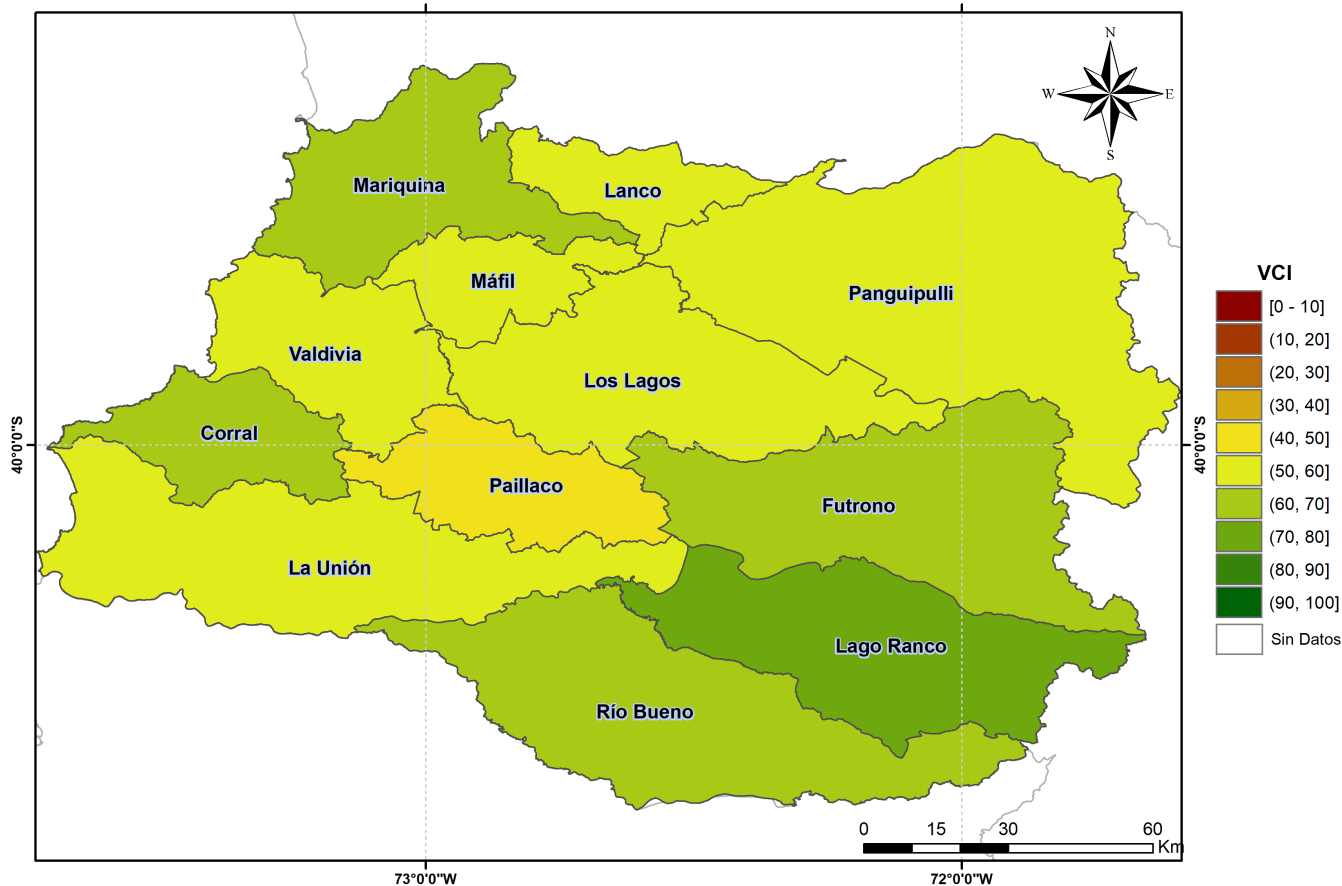 N
W E
S
Mariquina
Lanco
Máfil
Panguipulli
Valdivia
Los Lagos
Corral
Paillaco
Futrono
La Unión
Lago Ranco
Río Bueno
40°0'0"S
40°0'0"S
73°0'0"W
72°0'0"W
0 15 30 60
Km
VCI
[0 - 10]
(10, 20]
(20, 30]
(30, 40]
(40, 50]
(50, 60]
(60, 70]
(70, 80]
(80, 90]
(90, 100]
Sin Datos